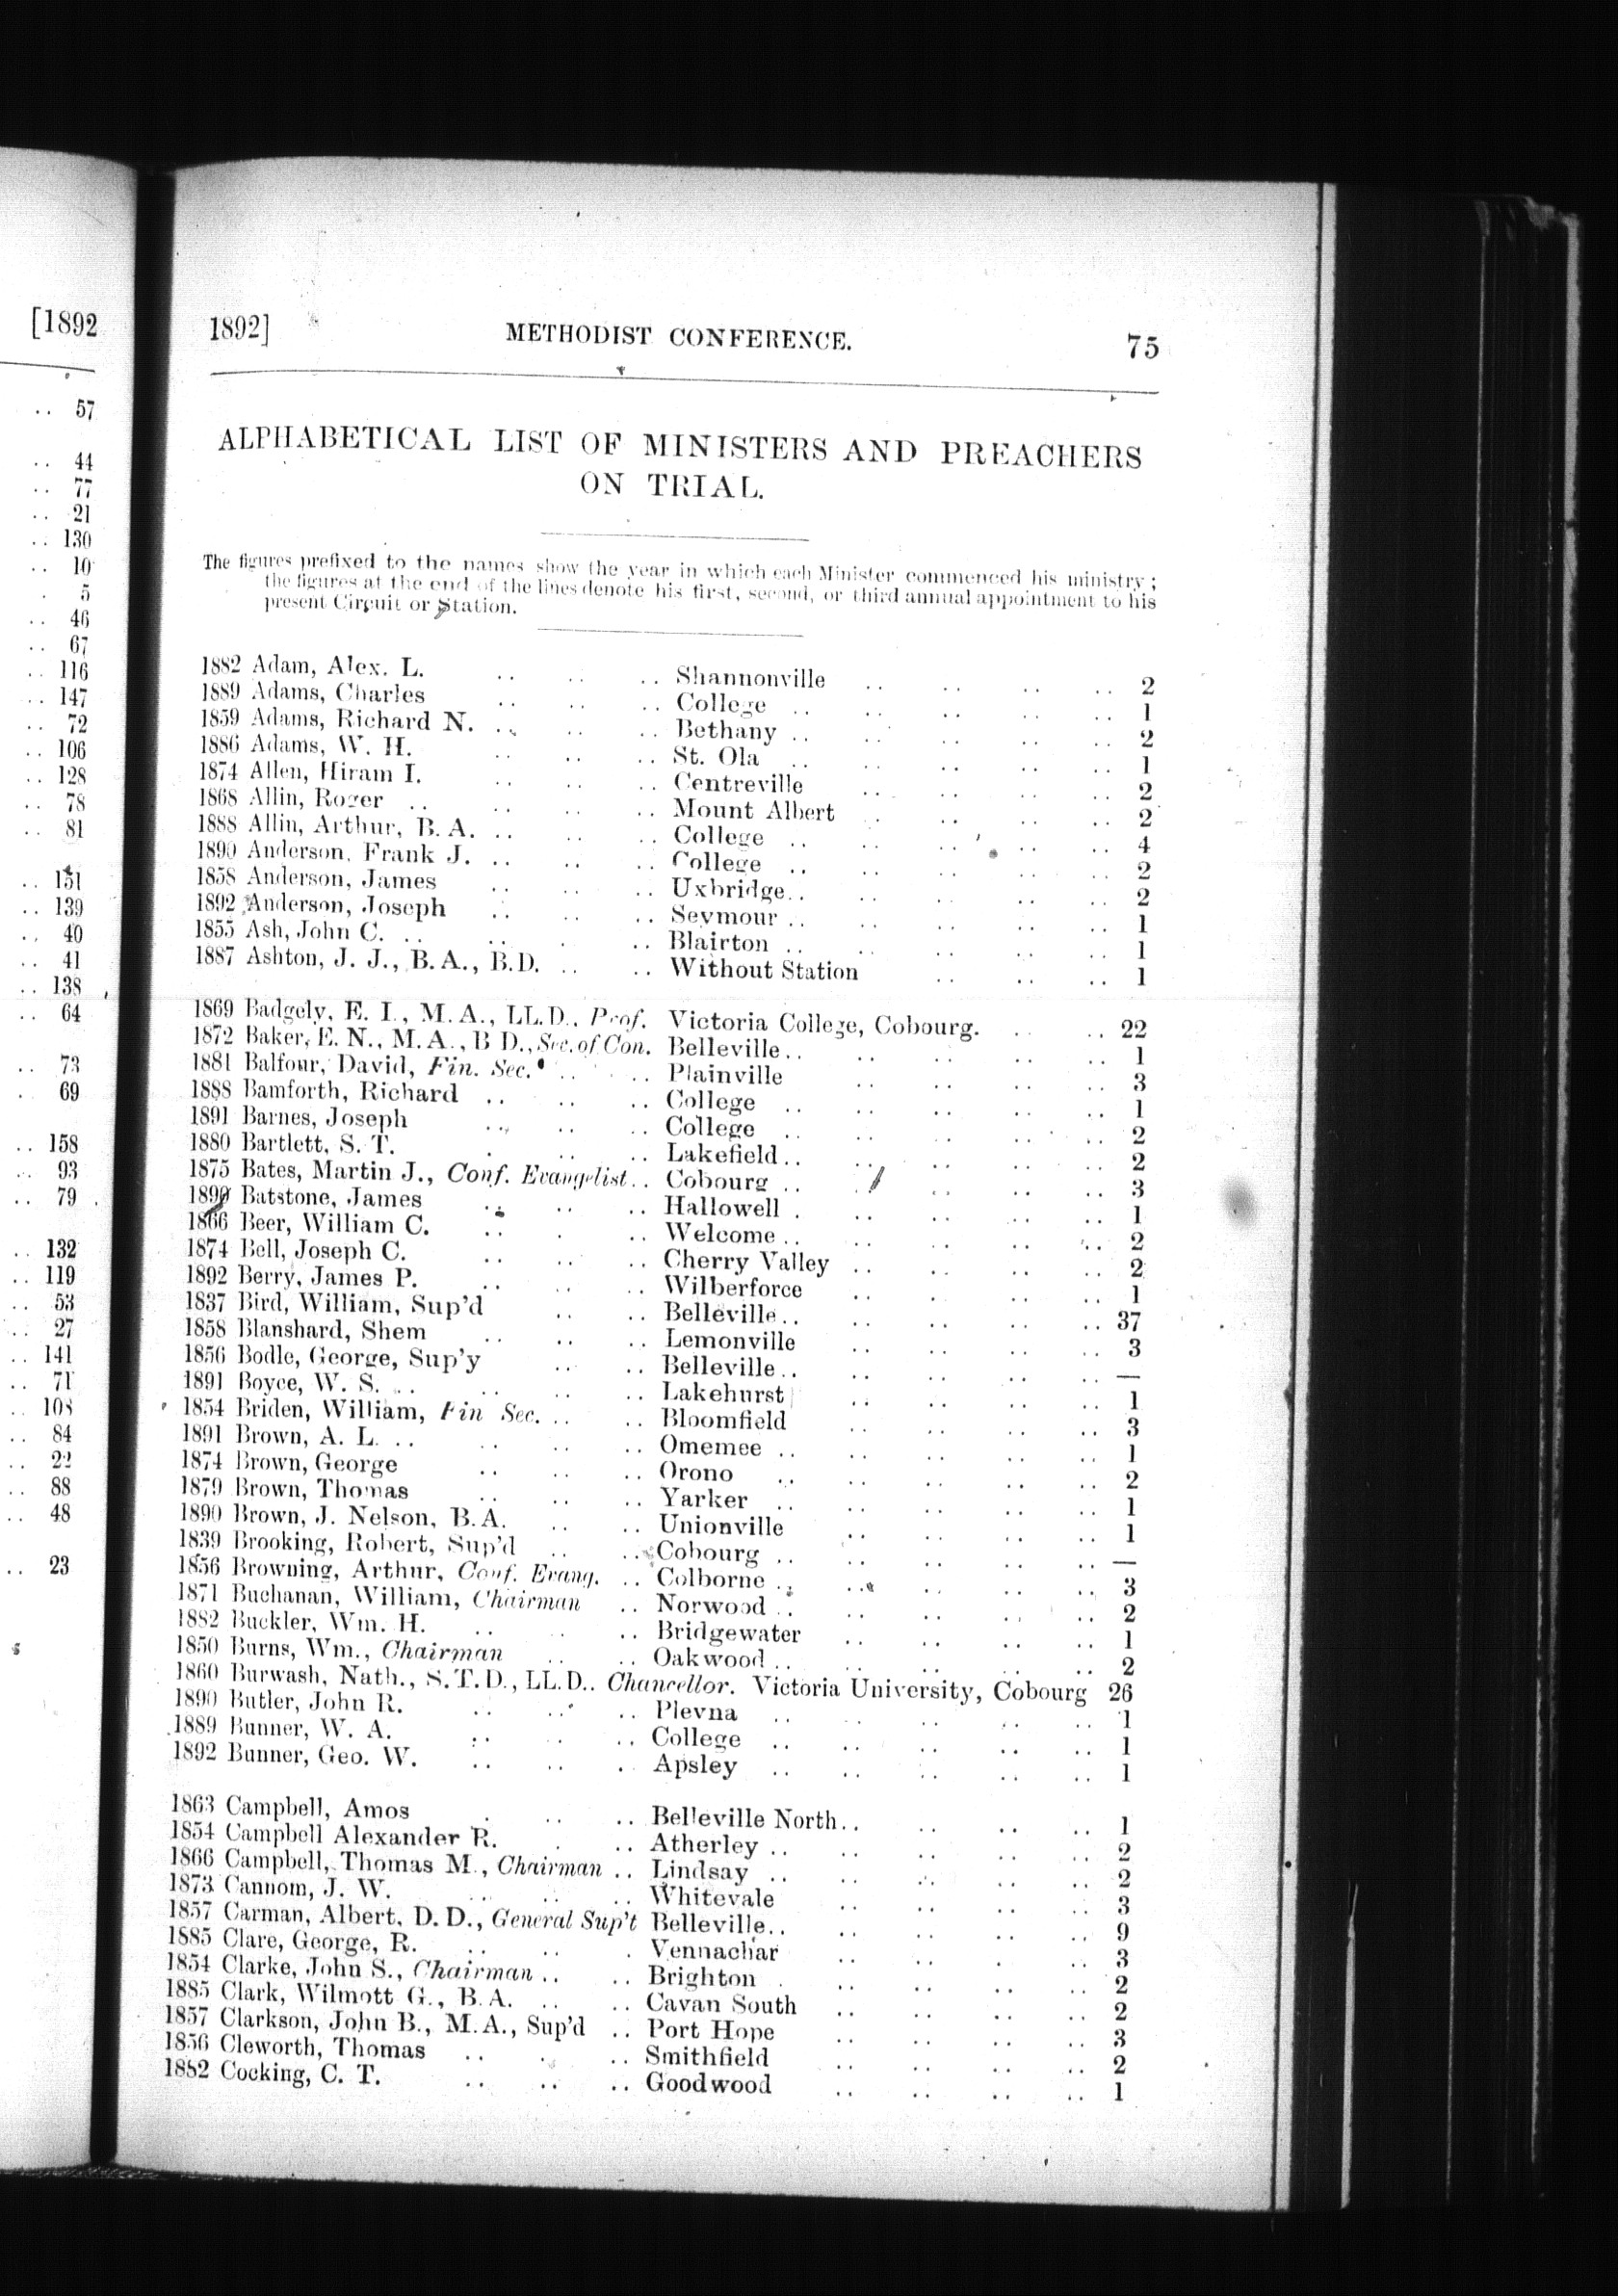 [1892
.. 57
.. 44
.. 77
.. 21
.. 130
.. 10
. 5
.. 46
.. 67
.. 116
.. 147
.. 72
.. 106
.. 128
.. 78
.. 81
.. 151
.. 139
.. 40
.. 41
.. 138
.. 64
.. 73
. 69
.. 158
.. 93
.. 79
.. 132
.. 119
.. 53
.. 27
.. 141
.. 71
.. 108
.. 84
.. 22
.. 88
.. 48
.. 23
1892] METHODIST CONFERENCE. 75
ALPHABETICAL LIST OF MINISTERS AND PREACHERS
ON TRIAL.
The figures prefixed to the names show the year in which each Minister commenced his ministry;
the figures at the end of the lines denote his first, second, or third annual appointment to his
present Circuit or Station.
1882 Adam, Alex. L. .. .. .. Shannonville .. .. .. .. 2
1889 Adams, Charles .. .. .. College .. .. .. .. .. 1
1859 Adams, Richard N. .. .. .. Bethany .. .. .. .. .. 2
1886 Adams, W. H. .. .. .. St. Ola .. .. .. .. .. 1
1874 Allen, Hiram I. .. .. .. Centreville .. .. .. .. 2
1868 Allin, Roger .. .. .. .. Mount Albert .. .. .. .. 2
1888 Allin, Arthur, B.A. .. .. .. College .. .. .. .. .. 4
1890 Anderson, Frank J. .. .. .. College .. .. .. .. .. 2
1858 Anderson, James .. .. .. Uxbridge.. .. .. .. .. 2
1892 Anderson, Joseph .. .. .. Seymour .. .. .. .. .. 1
1855 Ash, John C. .. .. . .. Blairton .. .. .. .. .. 1
1887 Ashton, J. J., B.A., B.D. .. .. Without Station .. .. .. 1
1869 Badgely, E. I., M.A., LL.D., Prof. Victoria College, Cobourg. . .. 22
1872 Baker, E. N., M.A., B D., Sec. of Con. Belleville.. .. .. .. .. 1
1881 Balfour, David, Fin. Sec. .. .. Plainville .. .. .. .. 3
1888 Bamforth, Richard .. .. .. College .. .. .. .. .. 1
1891 Barnes, Joseph .. .. .. College .. .. .. .. .. 2
1880 Bartlett, S. T. . .. .. Lakefield.. .. .. .. .. 2
1875 Bates, Martin J., Conf. Evangelist.. Cobourg .. .. .. .. .. 3
1890 Batstone, James .. .. .. Hallowell . .. .. .. .. 1
1866 Beer, William C. .. . .. Welcome .. .. .. .. .. 2
1874 Bell, Joseph C. .. .. .. Cherry Valley .. .. .. .. 2
1892 Berry, James P. .. .. .. Wilberforce .. . .. .. 1
1837 Bird, William, Sup'd .. .. Belleville.. .. .. .. .. 37
1858 Blanshard, Shem .. .. .. Lemonville .. .. .. .. 3
1856 Bodle, George, Sup'y .. .. Belleville.. .. .. .. .. —
1891 Boyce, W. S. .. .. .. .. Lakehurst .. .. .. .. 1
1854 Briden, William, Fin Sec. .. .. Bloomfield .. .. .. .. 3
1891 Brown, A. L. .. .. .. .. Omemee .. .. .. .. .. 1
1874 Brown, George .. .. .. Orono .. .. .. .. .. 2
1879 Brown, Thomas .. .. .. Yarker .. .. .. .. .. 1
1890 Brown, J. Nelson, B.A. .. .. Unionville .. .. .. .. 1
1839 Brooking, Robert, Sup'd .. .. Cobourg .. .. .. .. .. —
1856 Browning, Arthur, Conf. Evang. .. Colborne .. .. .. .. .. 3
1871 Buchanan, William, Chairman .. Norwood .. .. .. .. .. 2
1882 Buckler, Wm. H. .. .. .. Bridgewater .. .. .. .. 1
1850 Burns, Wm., Chairman .. .. Oakwood .. .. .. .. .. 2
1860 Burwash, Nath., S.T.D., LL.D.. Chancellor. Victoria University, Cobourg 26
1890 Butler, John R. .. .. .. Plevna .. .. .. .. .. 1
1889 Bunner, W. A. .. . .. College .. .. .. .. .. 1
1892 Bunner, Geo. W. .. .. . Apsley .. .. .. .. .. 1
1863 Campbell, Amos . .. .. Belleville North.. .. .. .. 1
1854 Campbell Alexander R. . .. Atherley .. .. .. .. .. 2
1866 Campbell, Thomas M., Chairman .. Lindsay .. .. .. .. .. 2
1873 Cannom, J. W. .. .. .. Whitevale .. .. .. .. 3
1857 Carman, Albert, D.D., General Sup't Belleville.. .. .. .. .. 9
1885 Clare, George, R. .. .. . Vennachar .. .. . .. 3
1854 Clarke, John S., Chairman .. .. Brighton . .. .. .. .. 2
1885 Clark, Wilmott G., B.A. .. .. Cavan South .. .. .. .. 2
1857 Clarkson, John B., M.A., Sup'd .. Port Hope .. .. .. .. 3
1856 Cleworth, Thomas .. . .. Smithfield .. .. .. .. 2
1882 Cocking, C. T. .. .. .. Goodwood .. .. .. .. 1